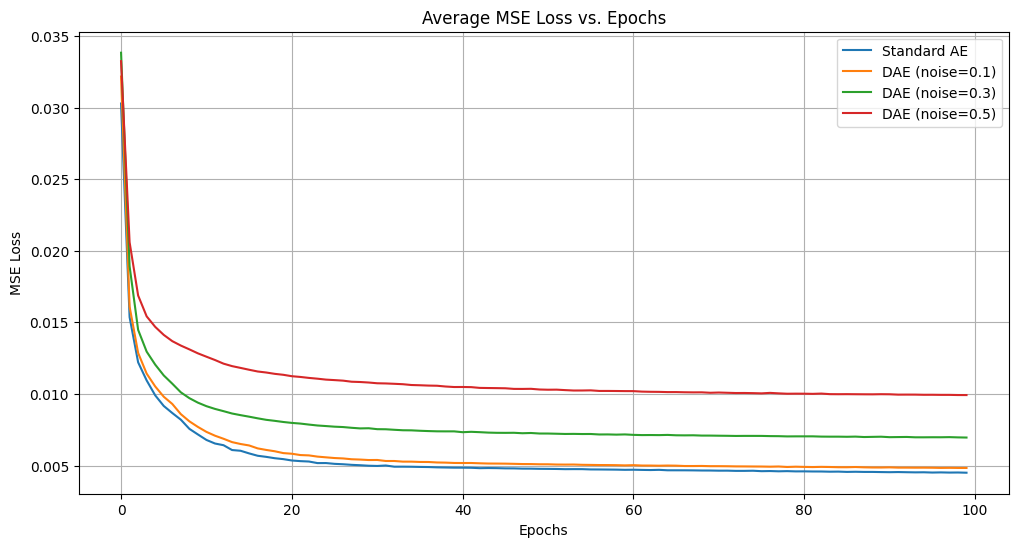 Average MSE Loss vs. Epochs
MSE Loss
0.035
0.030
0.025
0.020
0.015
0.010
0.005
Standard AE
DAE (noise=0.1)
DAE (noise=0.3)
DAE (noise=0.5)
0
20
40
60
80
100
Epochs